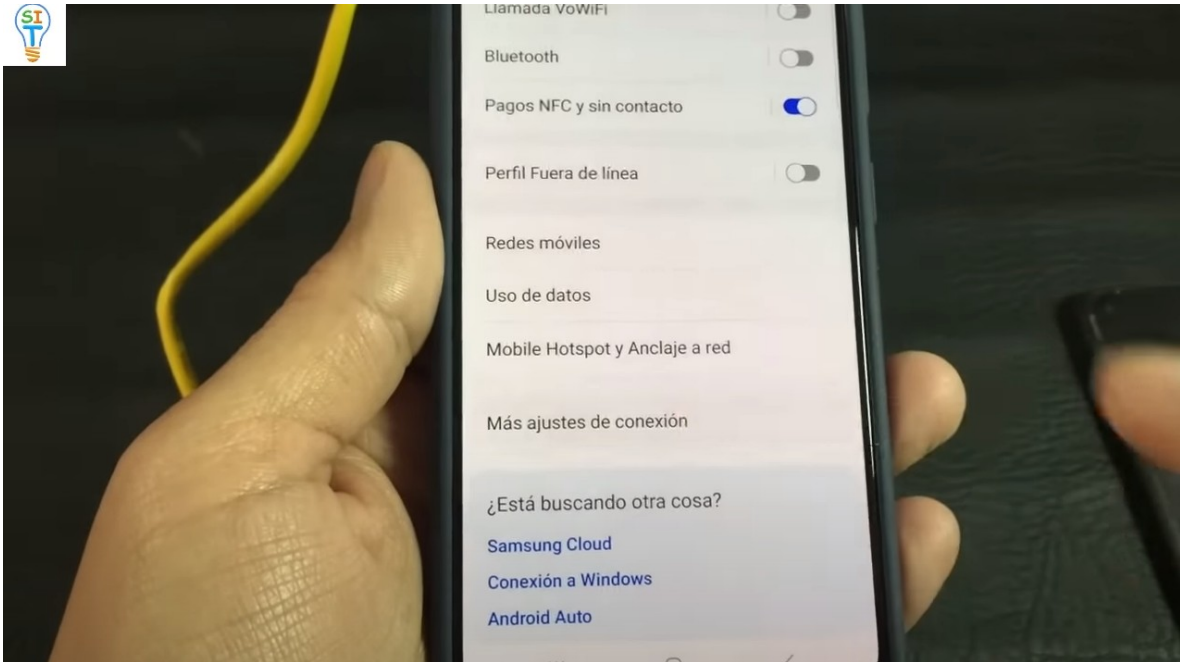 SI
T
Llamada VoWiFi
Bluetooth
Pagos NFC y sin contacto
Perfil Fuera de línea
Redes móviles
Uso de datos
Mobile Hotspot y Anclaje a red
Más ajustes de conexión
¿Está buscando otra cosa?
Samsung Cloud
Conexión a Windows
Android Auto